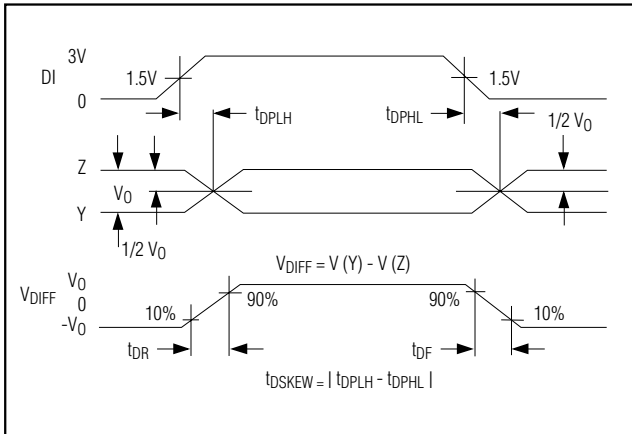 3V
DI
1.5V
1.5V
0
tDPLH
tDPHL
1/2 VO
Z
VO
Y
1/2 VO
VDIFF = V (Y) - V (Z)
VO
VDIFF 0
-VO
10%
90%
90%
10%
tDR
tDF
tDSKEW = | tDPLH - tDPHL |